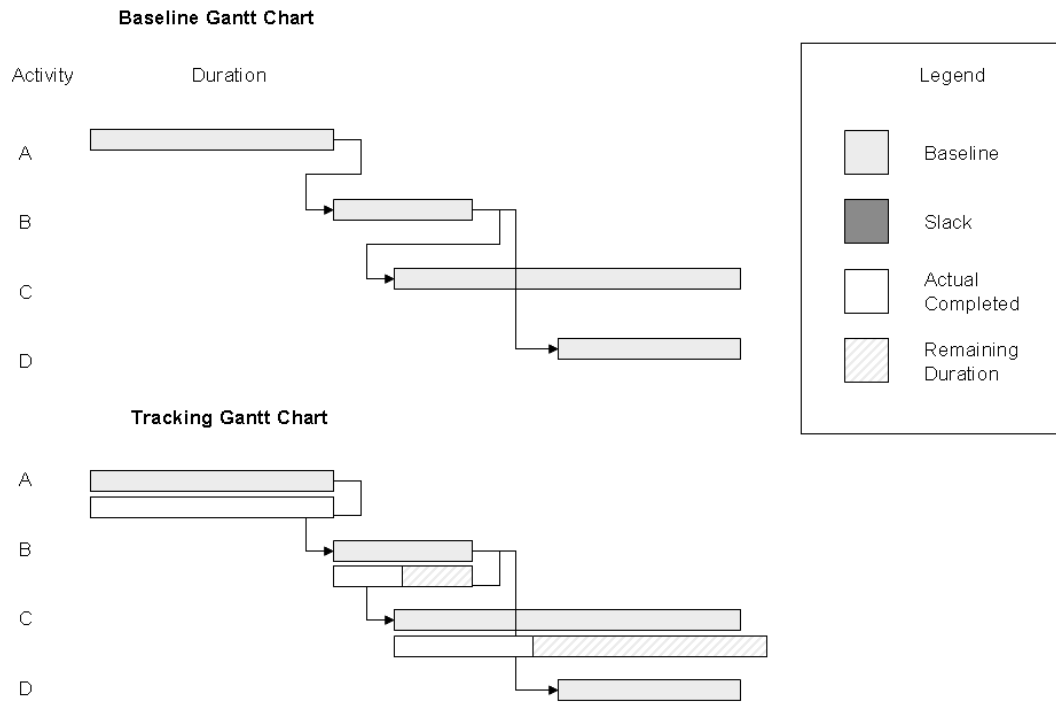 Baseline Gantt Chart
Activity Duration
A
B
C
D
Legend
Baseline
Slack
Actual
Completed
Remaining
Duration
Tracking Gantt Chart
A
B
C
D